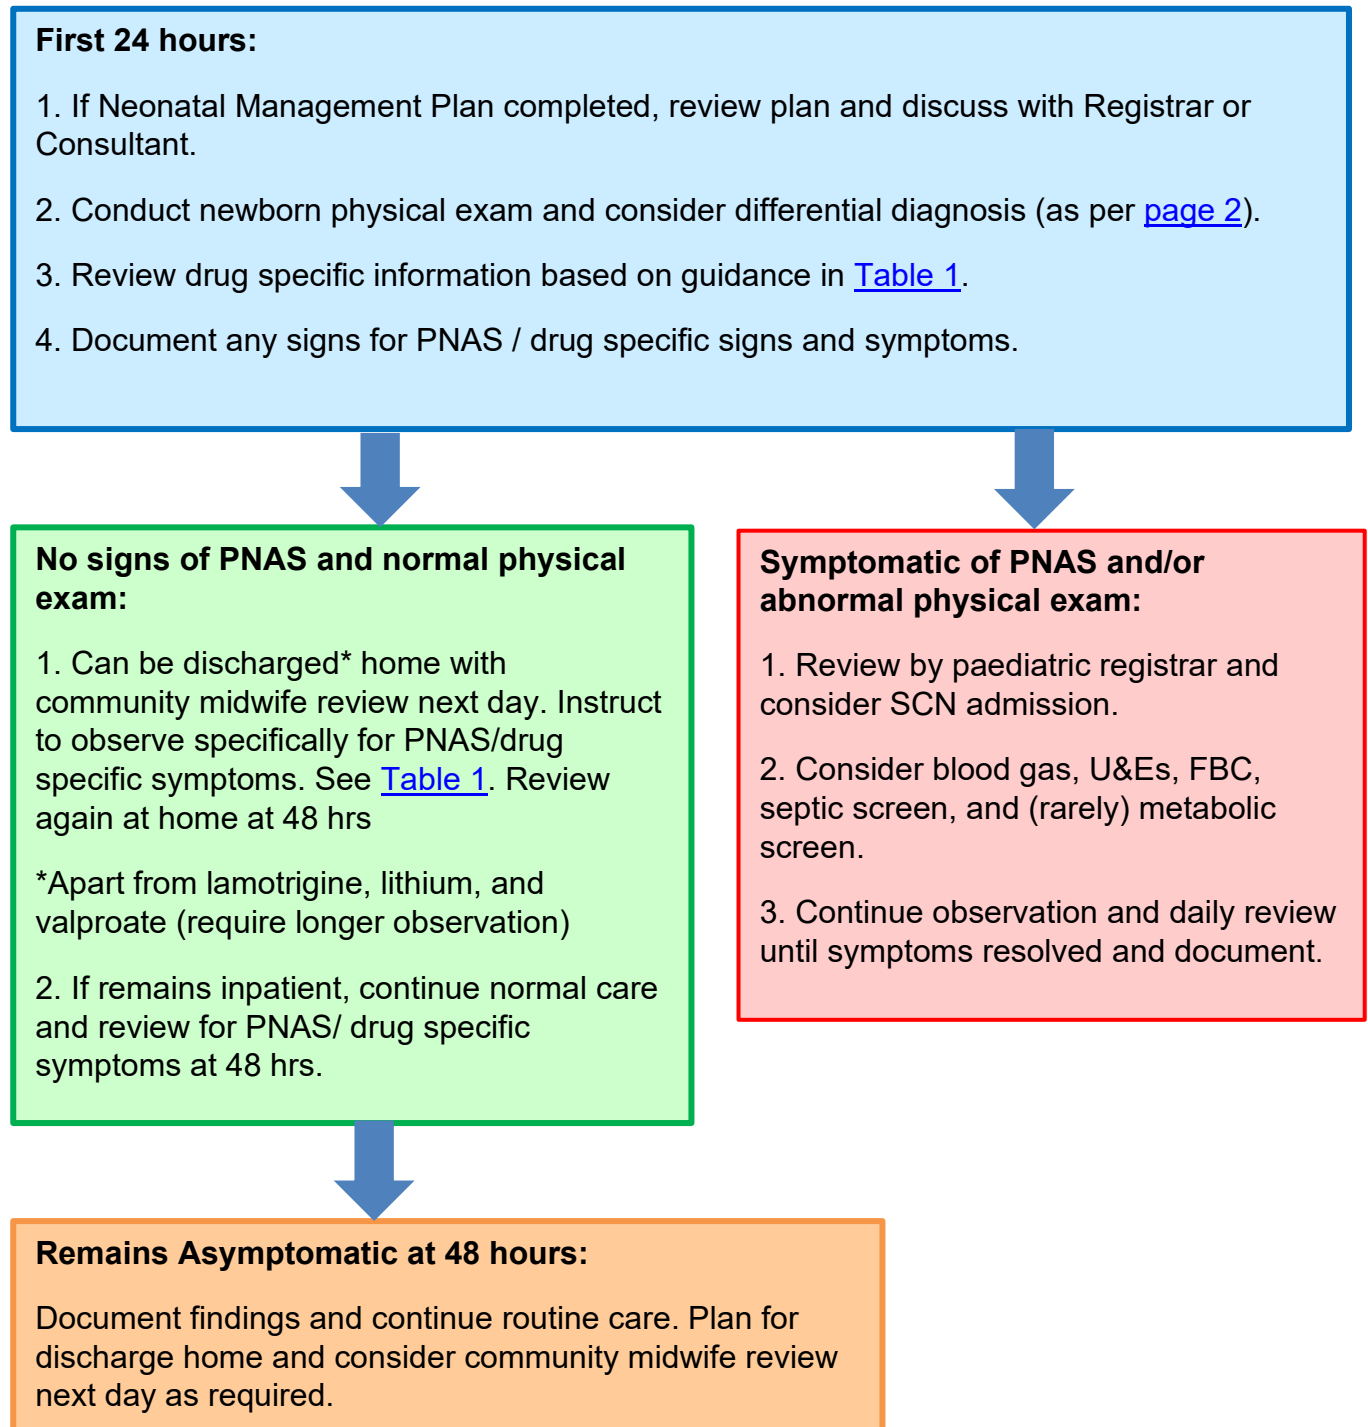 First 24 hours:
1. If Neonatal Management Plan completed, review plan and discuss with Registrar or
Consultant.
2. Conduct newborn physical exam and consider differential diagnosis (as per page 2).
3. Review drug specific information based on guidance in Table 1.
4. Document any signs for PNAS / drug specific signs and symptoms.
No signs of PNAS and normal physical
exam:
1. Can be discharged* home with
community midwife review next day. Instruct
to observe specifically for PNAS/drug
specific symptoms. See Table 1. Review
again at home at 48 hrs
*Apart from lamotrigine, lithium, and
valproate (require longer observation)
2. If remains inpatient, continue normal care
and review for PNAS/ drug specific
symptoms at 48 hrs.
Symptomatic of PNAS and/or
abnormal physical exam:
1. Review by paediatric registrar and
consider SCN admission.
2. Consider blood gas, U&Es, FBC,
septic screen, and (rarely) metabolic
screen.
3. Continue observation and daily review
until symptoms resolved and document.
Remains Asymptomatic at 48 hours:
Document findings and continue routine care. Plan for
discharge home and consider community midwife review
next day as required.